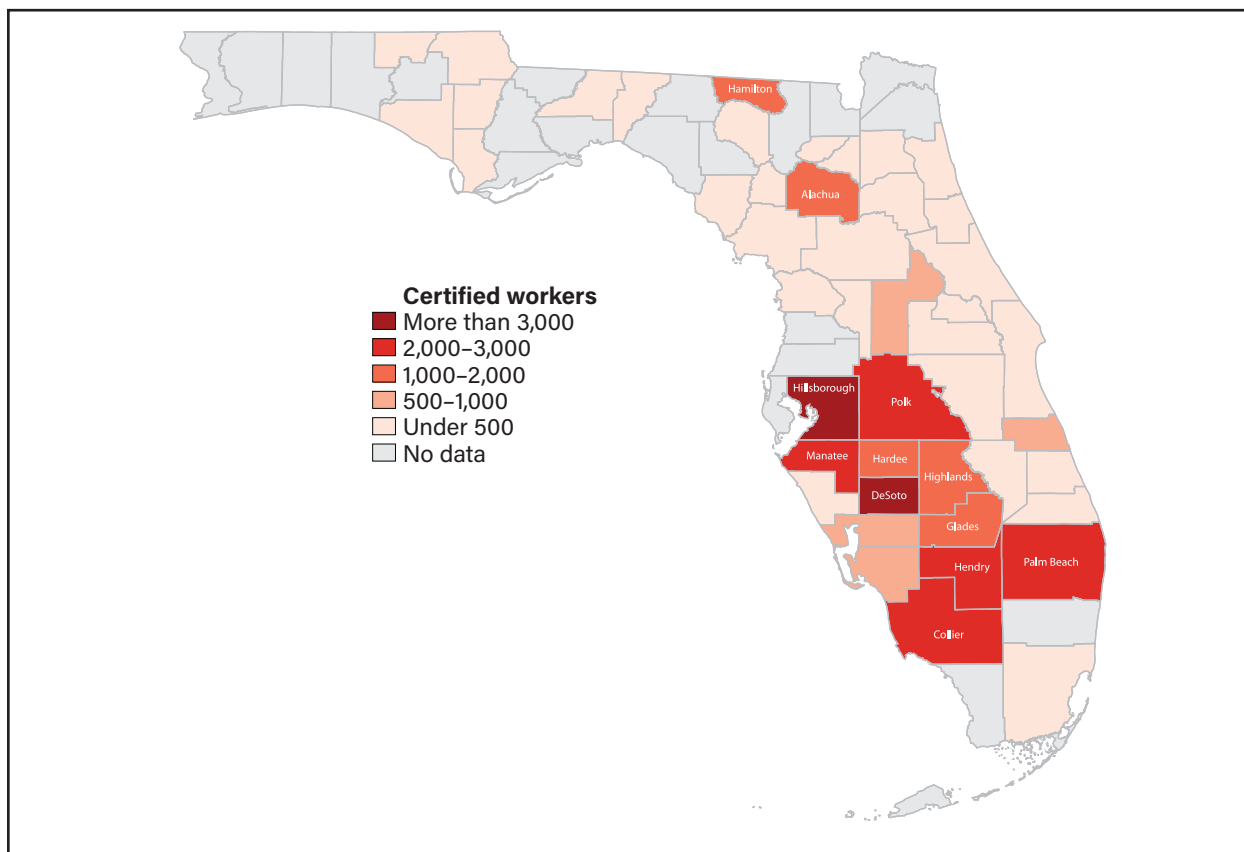 Hamilton
Alachua
Certified workers
More than 3,000
2,000–3,000
1,000–2,000
500–1,000
Under 500
No data
Hillsborough
Polk
Manatee
Hardee
Highlands
DeSoto
Glades
Hendry
Palm Beach
Collier